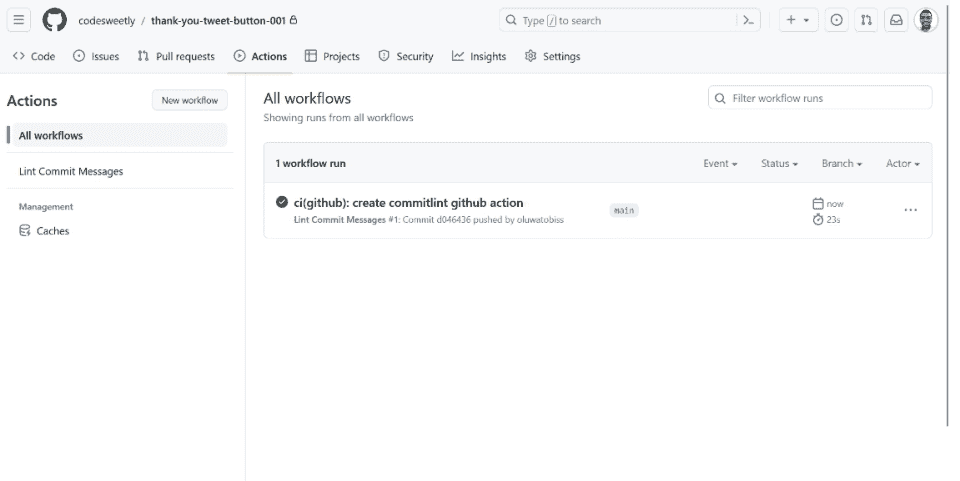 codesweetly / thank-you-tweet-button-001
Type / to search
Code Issues Pull requests Actions Projects Security Insights Settings
Actions
New workflow
All workflows
Lint Commit Messages
Management
Caches
All workflows
Showing runs from all workflows
Filter workflow runs
1 workflow run
Event Status Branch Actor
ci(github): create commitlint github action
Lint Commit Messages #1: Commit d046436 pushed by oluwatobiss
main
now
23s